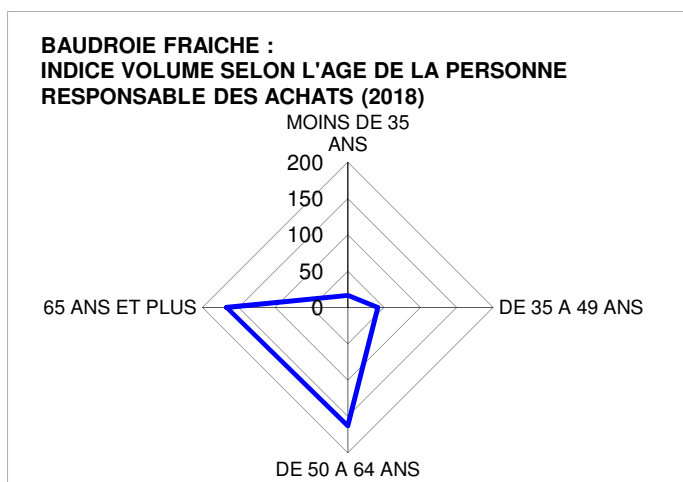 BAUDROIE FRAICHE :
INDICE VOLUME SELON L'AGE DE LA PERSONNE
RESPONSABLE DES ACHATS (2018)
MOINS DE 35
ANS
200
150
100
50
0
65 ANS ET PLUS
DE 35 A 49 ANS
DE 50 A 64 ANS